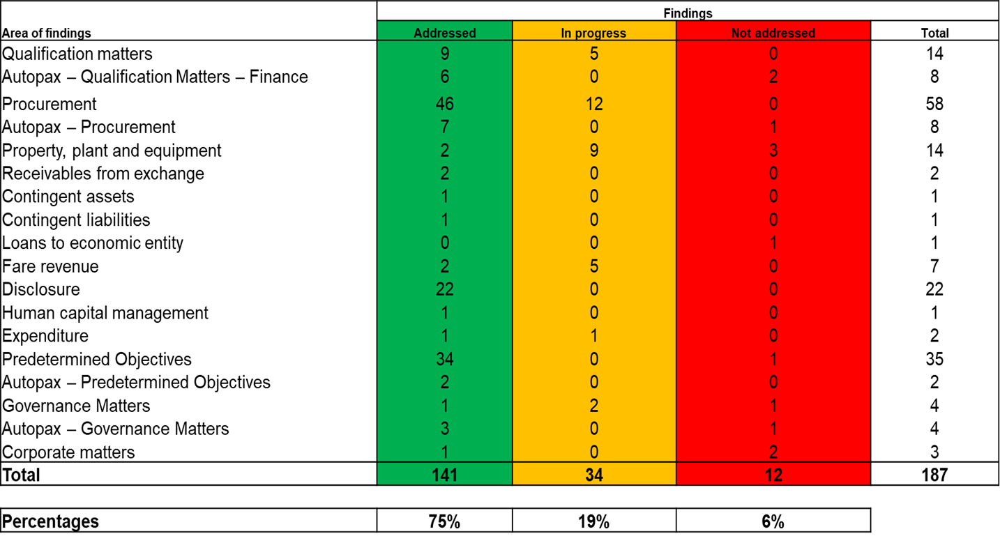 Findings
Area of findings Addressed In progress Not addressed Total
Qualification matters 9 5 0 14
Autopax – Qualification Matters – Finance 6 0 2 8
Procurement 46 12 0 58
Autopax – Procurement 7 0 1 8
Property, plant and equipment 2 9 3 14
Receivables from exchange 2 0 0 2
Contingent assets 1 0 0 1
Contingent liabilities 1 0 0 1
Loans to economic entity 0 0 1 1
Fare revenue 2 5 0 7
Disclosure 22 0 0 22
Human capital management 1 0 0 1
Expenditure 1 1 0 2
Predetermined Objectives 34 0 1 35
Autopax – Predetermined Objectives 2 0 0 2
Governance Matters 1 2 1 4
Autopax – Governance Matters 3 0 1 4
Corporate matters 1 0 2 3
Total 141 34 12 187
Percentages 75% 19% 6%